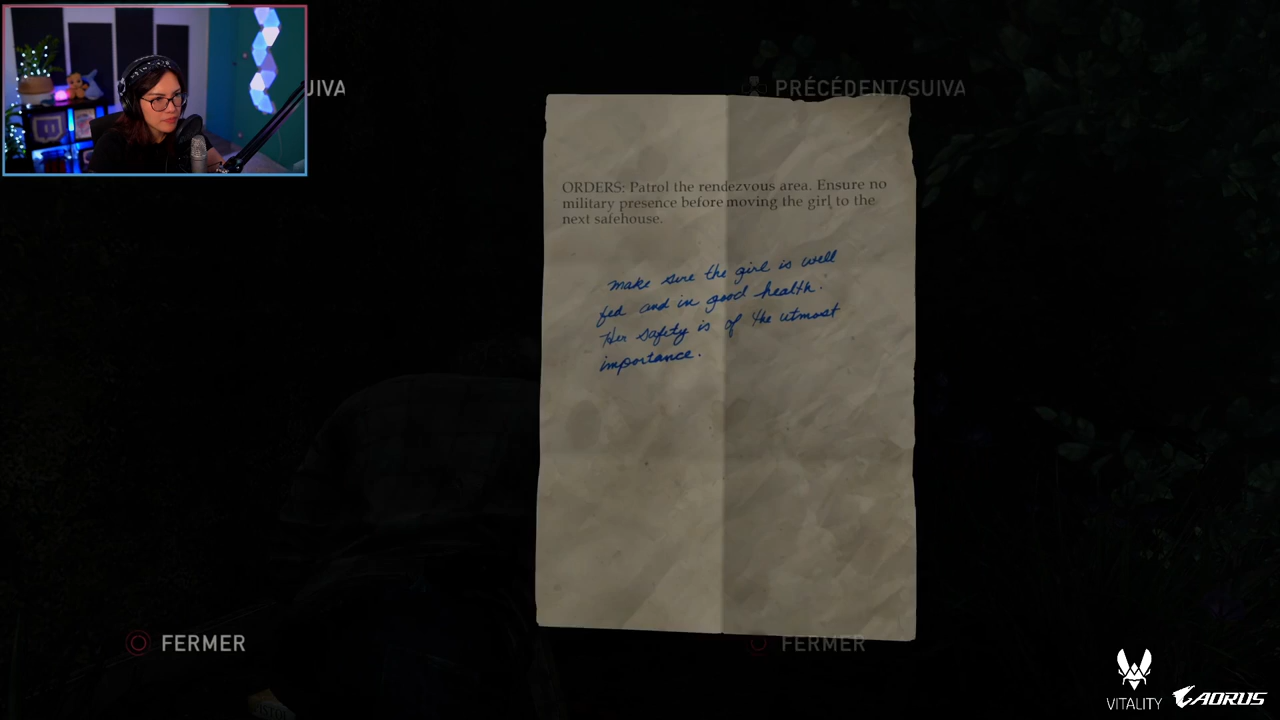 UIVA
PRÉCÉDENT/SUIVA
ORDERS: Patrol the rendezvous area. Ensure no
military presence before moving the girl to the
next safehouse.
make sure the girl is well
fed and in good health.
Her safety is of the utmost
importance.
FERMER
FERMER
VITALITY
AORUS